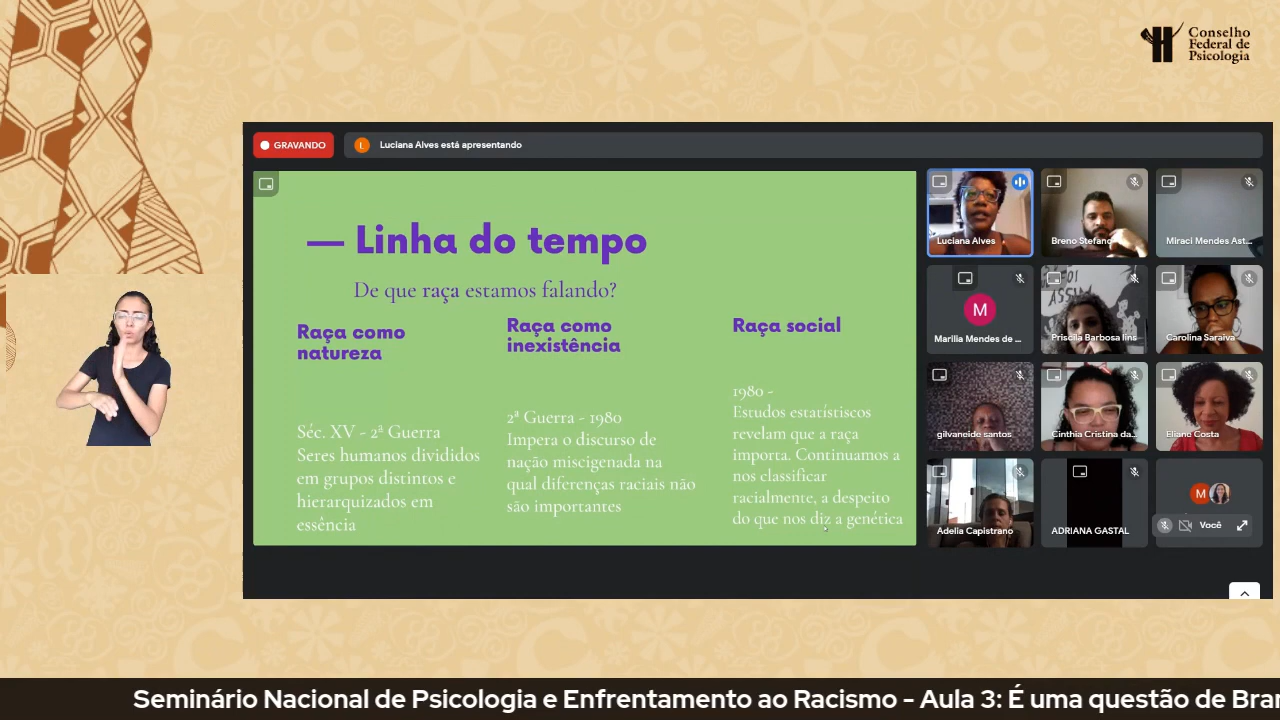 Conselho
Federal de
Psicologia
GRAVANDO
L
Luciana Alves está apresentando
— Linha do tempo
De que raça estamos falando?
Raça como
natureza
Séc. XV - 2ª Guerra
Seres humanos divididos
em grupos distintos e
hierarquizados em
essência
Raça como
inexistência
2ª Guerra - 1980
Impera o discurso de
nação miscigenada na
qual diferenças raciais não
são importantes
Raça social
1980 -
Estudos estatístiscos
revelam que a raça
importa. Continuamos a
nos classificar
racialmente, a despeito
do que nos diz a genética
Luciana Alves
Breno Stefano
Miraci Mendes Ast...
M
Marilia Mendes de ...
Priscila Barbosa lins
Carolina Saraiva
gilvaneide santos
Cinthia Cristina da...
Eliane Costa
Adelia Capistrano
ADRIANA GASTAL
M
Você
Seminário Nacional de Psicologia e Enfrentamento ao Racismo - Aula 3: É uma questão de Bra